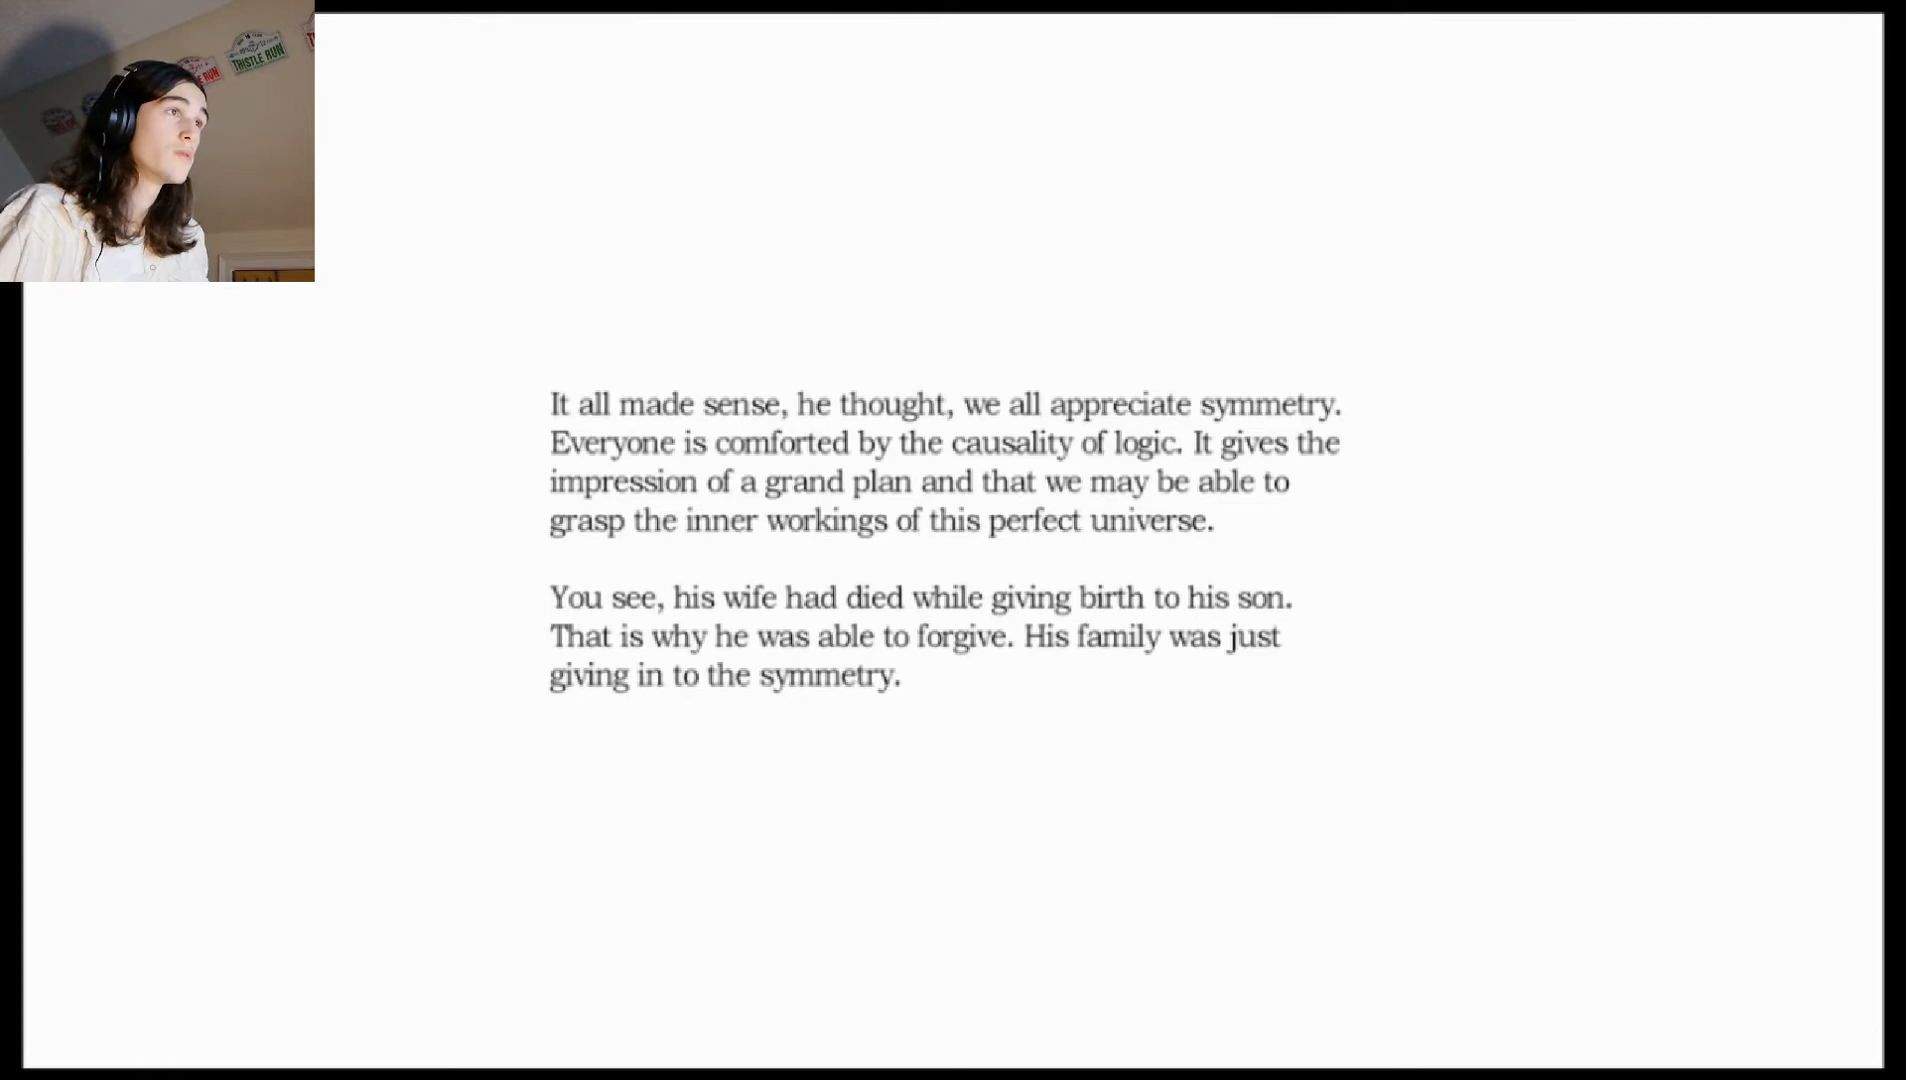 THISTLE RUN
RUN
It all made sense, he thought, we all appreciate symmetry.
Everyone is comforted by the causality of logic. It gives the
impression of a grand plan and that we may be able to
grasp the inner workings of this perfect universe.
You see, his wife had died while giving birth to his son.
That is why he was able to forgive. His family was just
giving in to the symmetry.